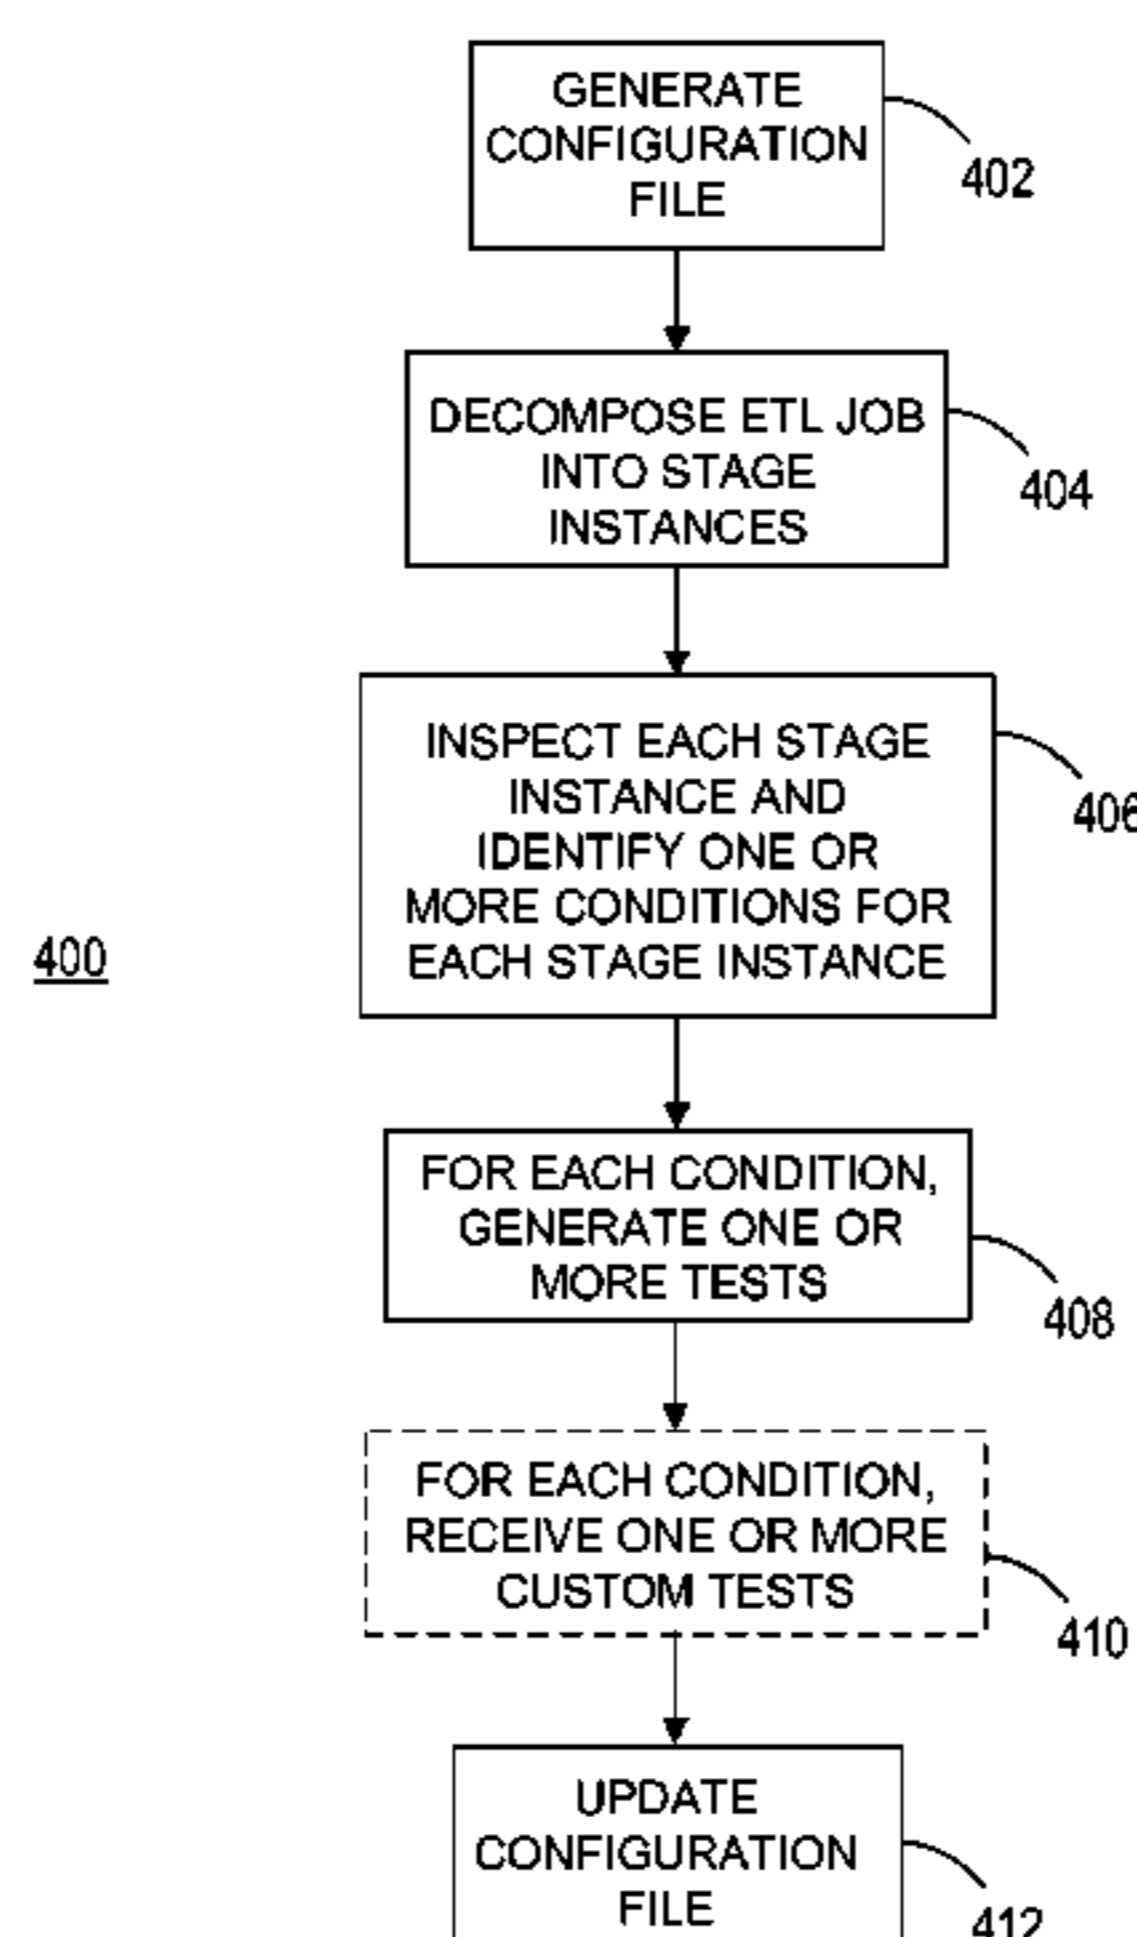 GENERATE
CONFIGURATION
FILE
402
DECOMPOSE ETL JOB
INTO STAGE
INSTANCES
404
INSPECT EACH STAGE
INSTANCE AND
IDENTIFY ONE OR
MORE CONDITIONS FOR
EACH STAGE INSTANCE
406
400
FOR EACH CONDITION,
GENERATE ONE OR
MORE TESTS
408
FOR EACH CONDITION,
RECEIVE ONE OR MORE
CUSTOM TESTS
410
UPDATE
CONFIGURATION
FILE
412